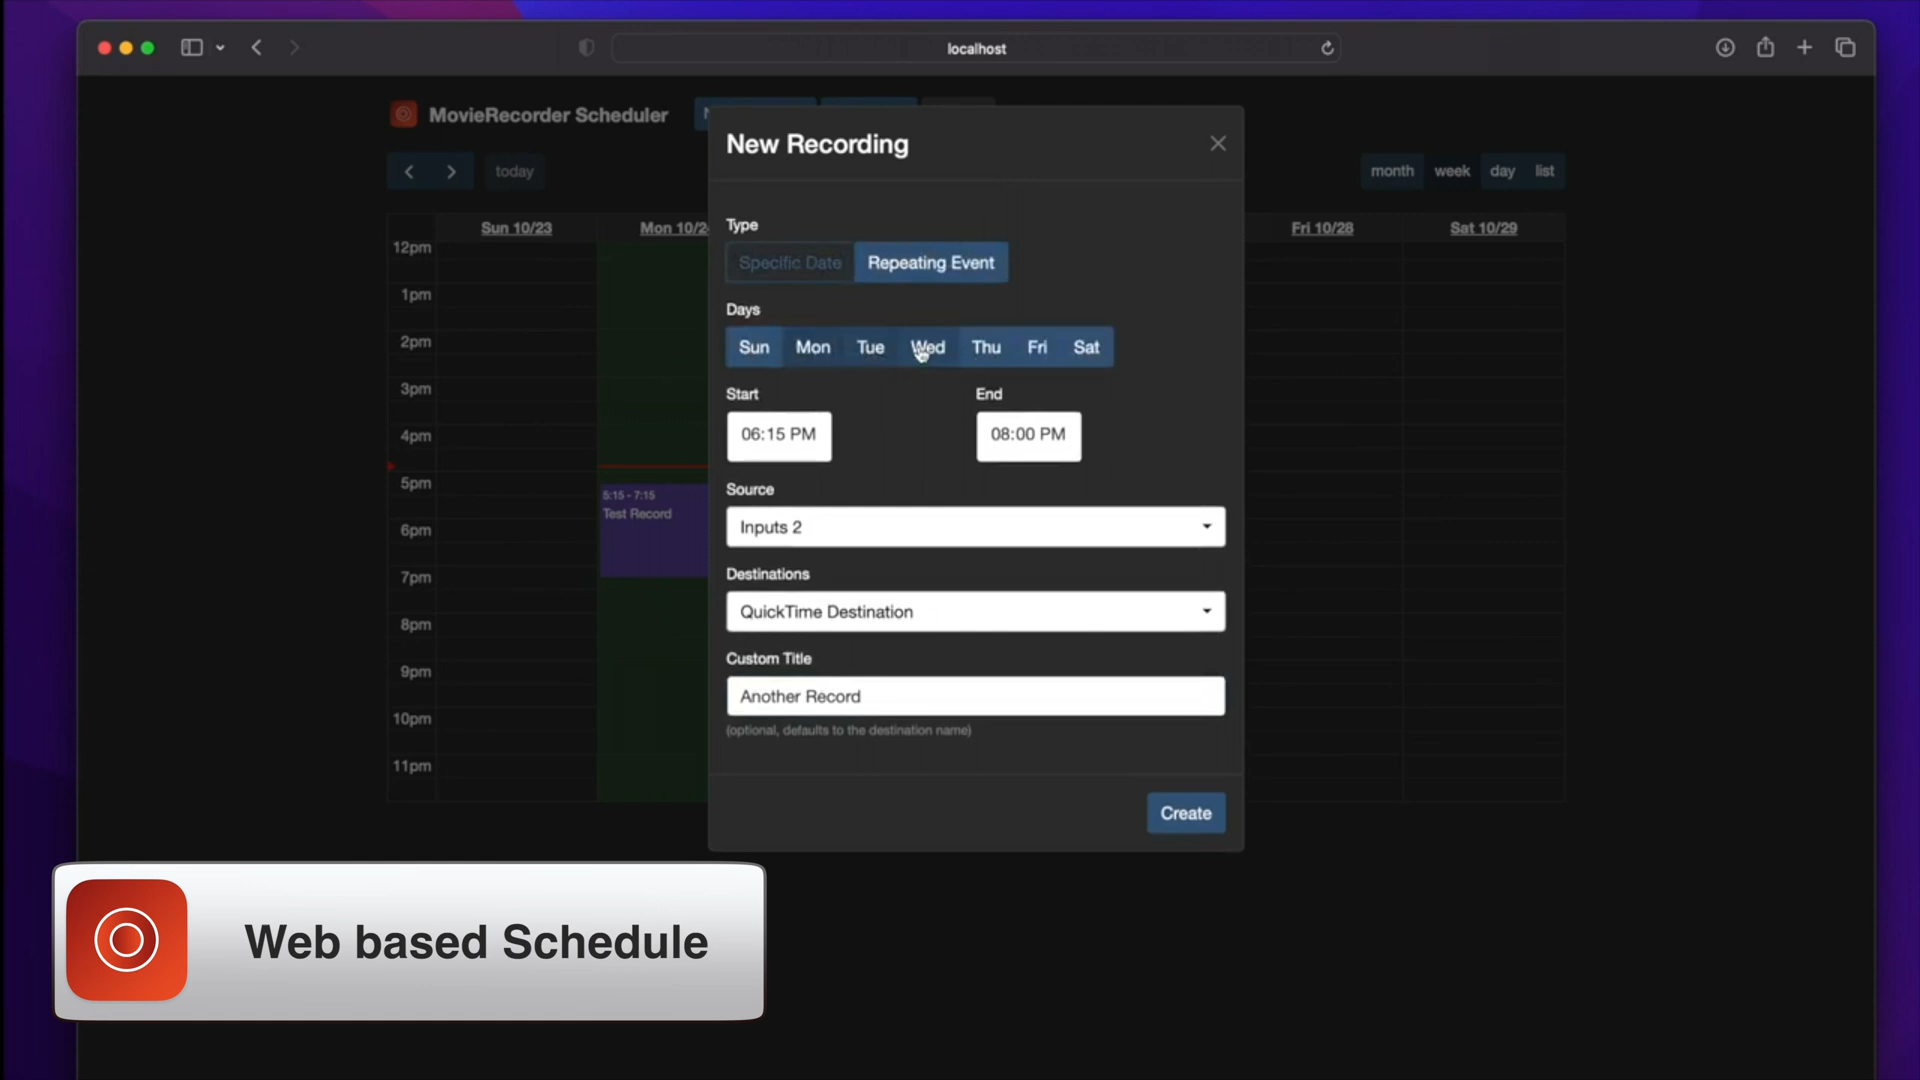 localhost
MovieRecorder Scheduler
today
month week day list
New Recording
Sun 10/23
Mon 10/2
Fri 10/28
Sat 10/29
12pm
1pm
2pm
3pm
4pm
5pm
6pm
7pm
8pm
9pm
10pm
11pm
5:15 - 7:15
Test Record
Type
Specific Date
Repeating Event
Days
Sun Mon Tue Wed Thu Fri Sat
Start
End
06:15 PM
08:00 PM
Source
Inputs 2
Destinations
QuickTime Destination
Custom Title
Another Record
(optional, defaults to the destination name)
Create
Web based Schedule